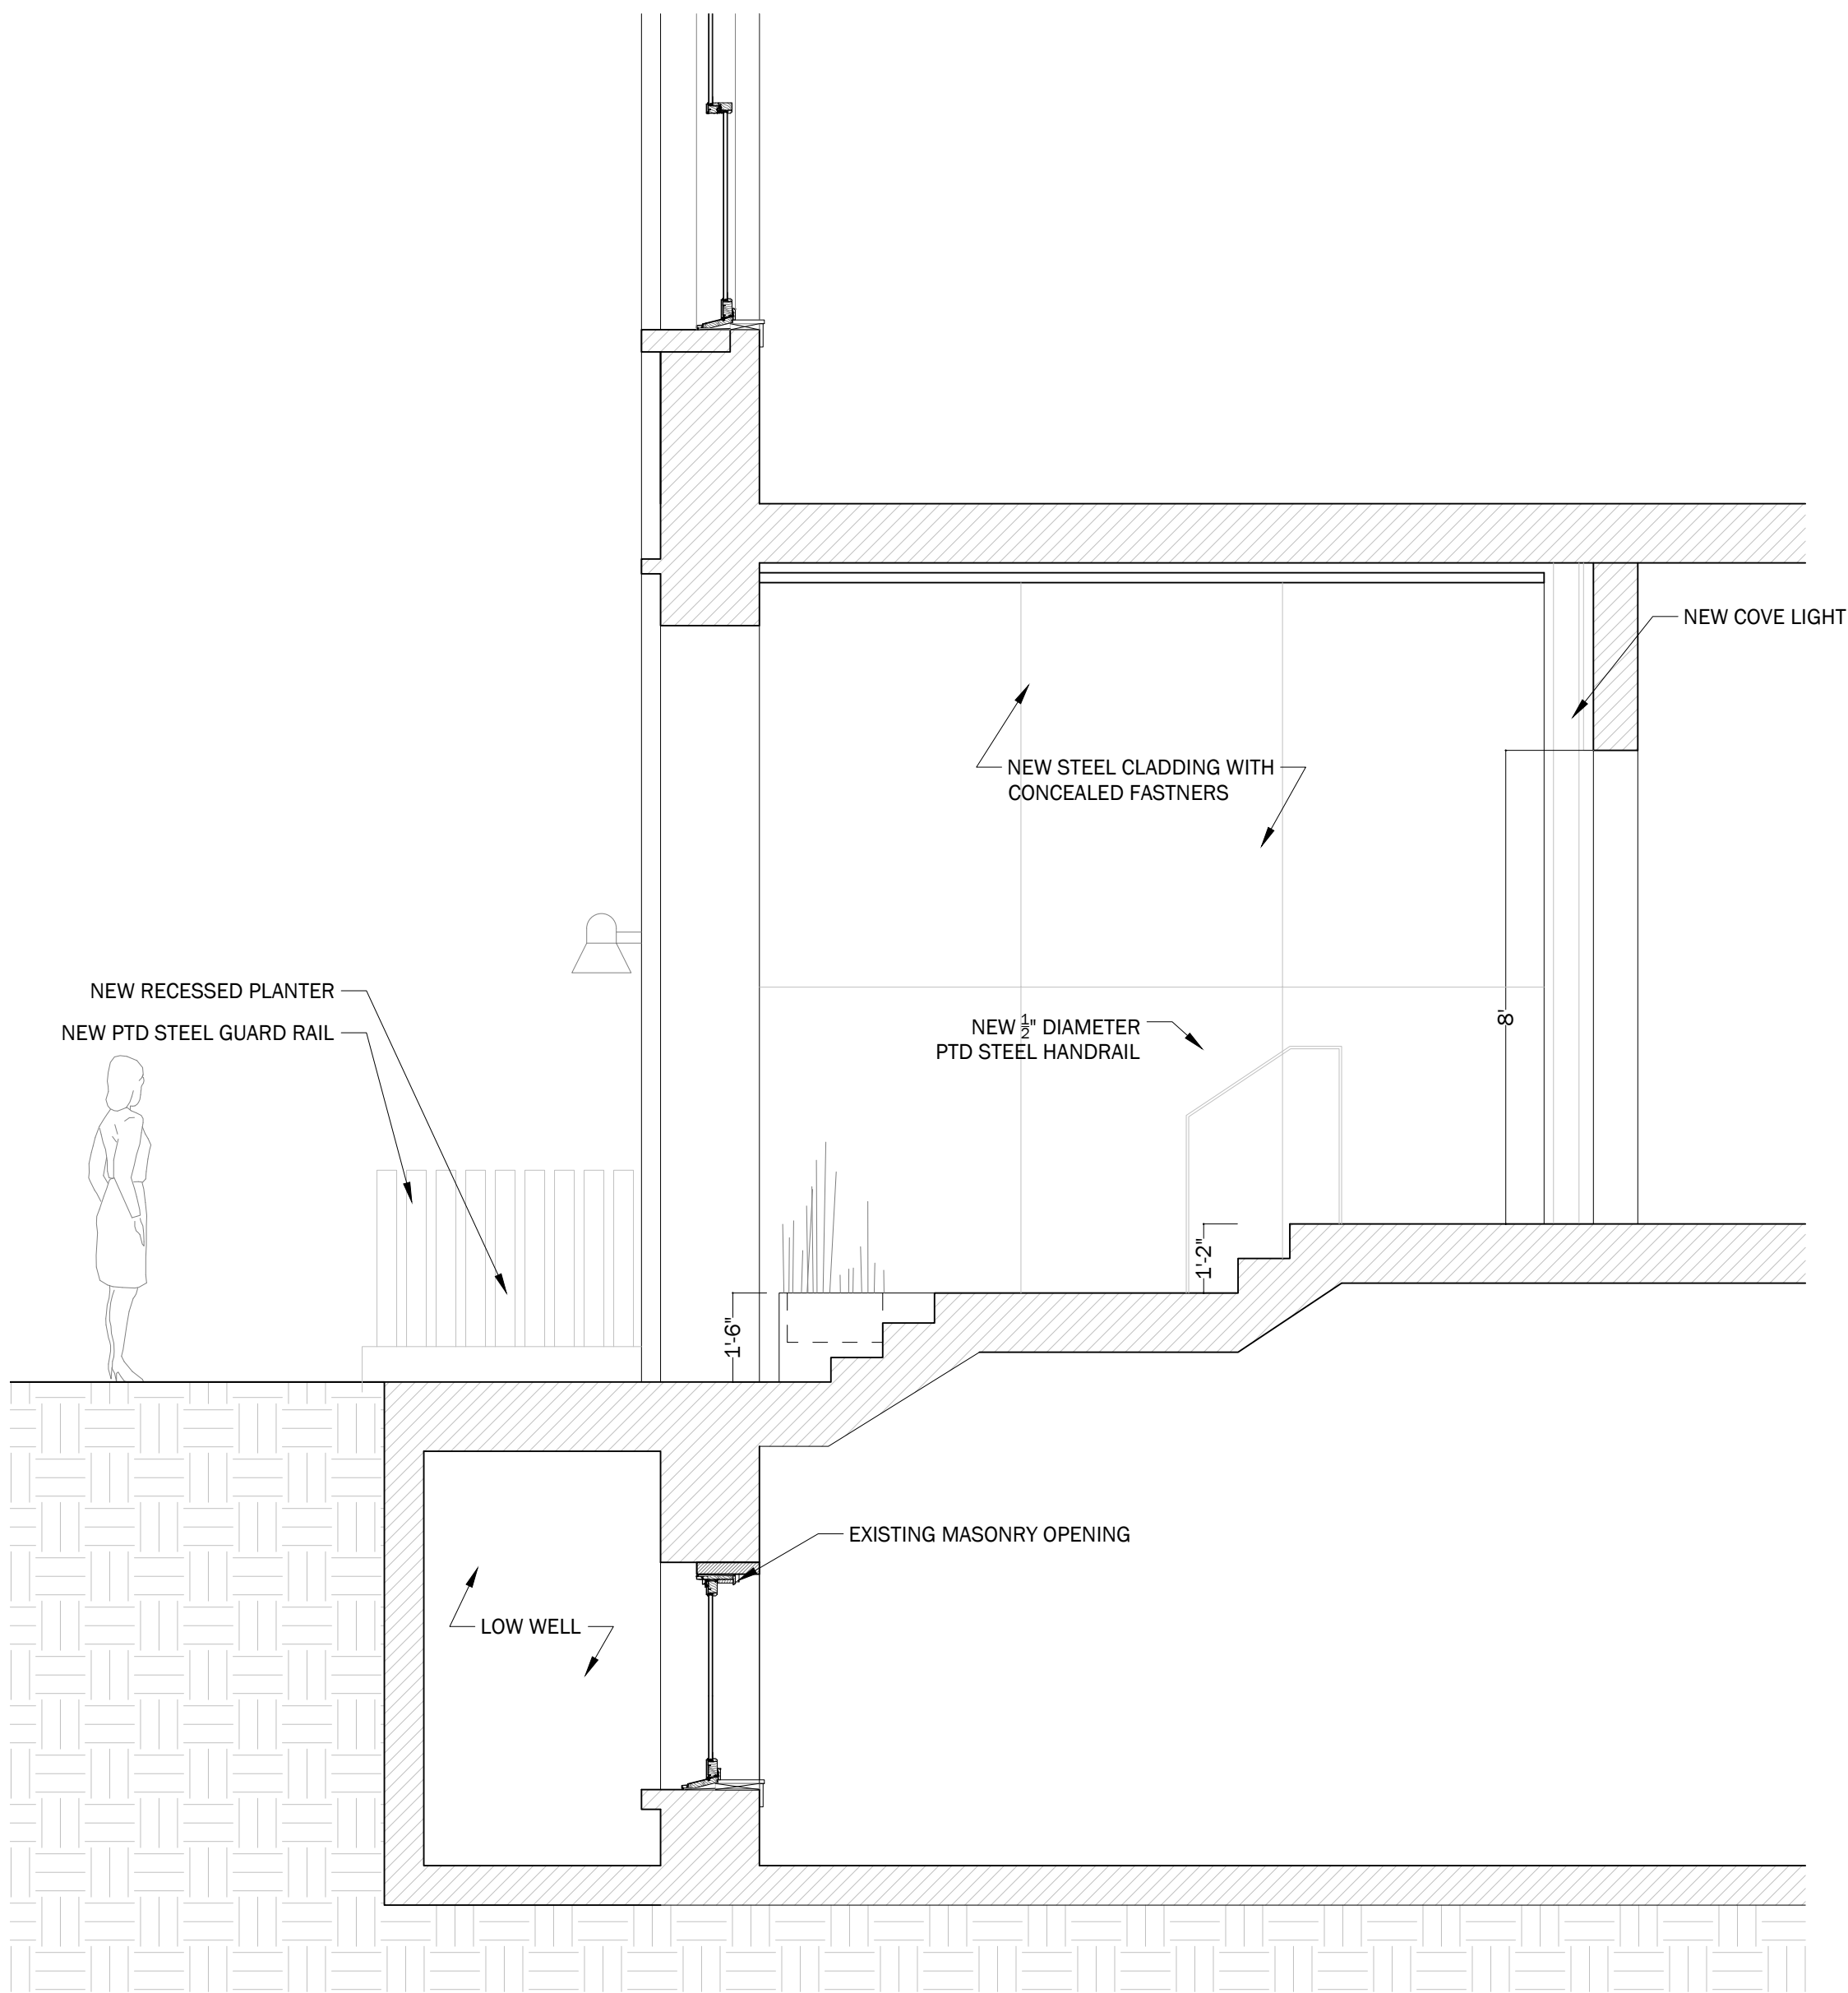 NEW COVE LIGHT
NEW STEEL CLADDING WITH
CONCEALED FASTNERS
NEW RECESSED PLANTER
NEW PTD STEEL GUARD RAIL
NEW ½" DIAMETER
PTD STEEL HANDRAIL
8'
1'-2"
1'-6"
EXISTING MASONRY OPENING
LOW WELL